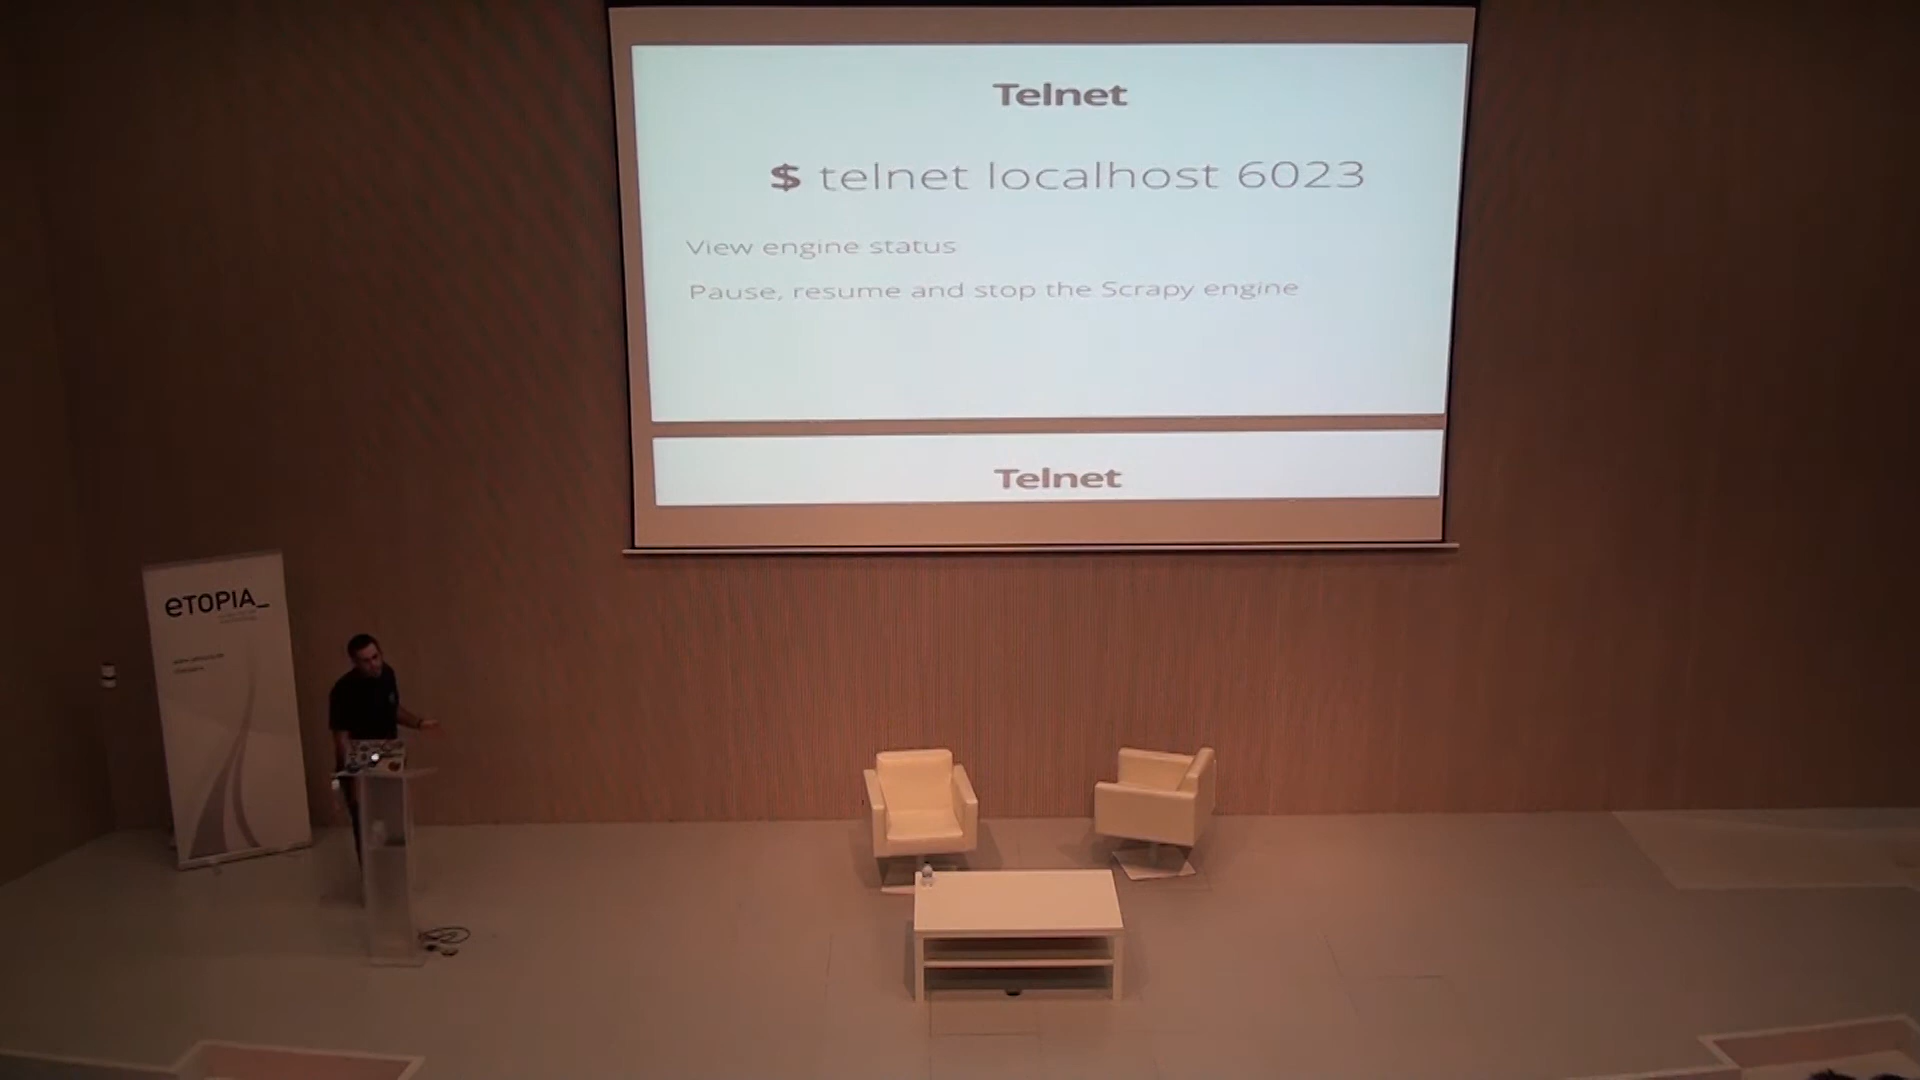 Telnet
$ telnet localhost 6023
View engine status
Pause, resume and stop the Scrapy engine
Telnet
eTOPIA_